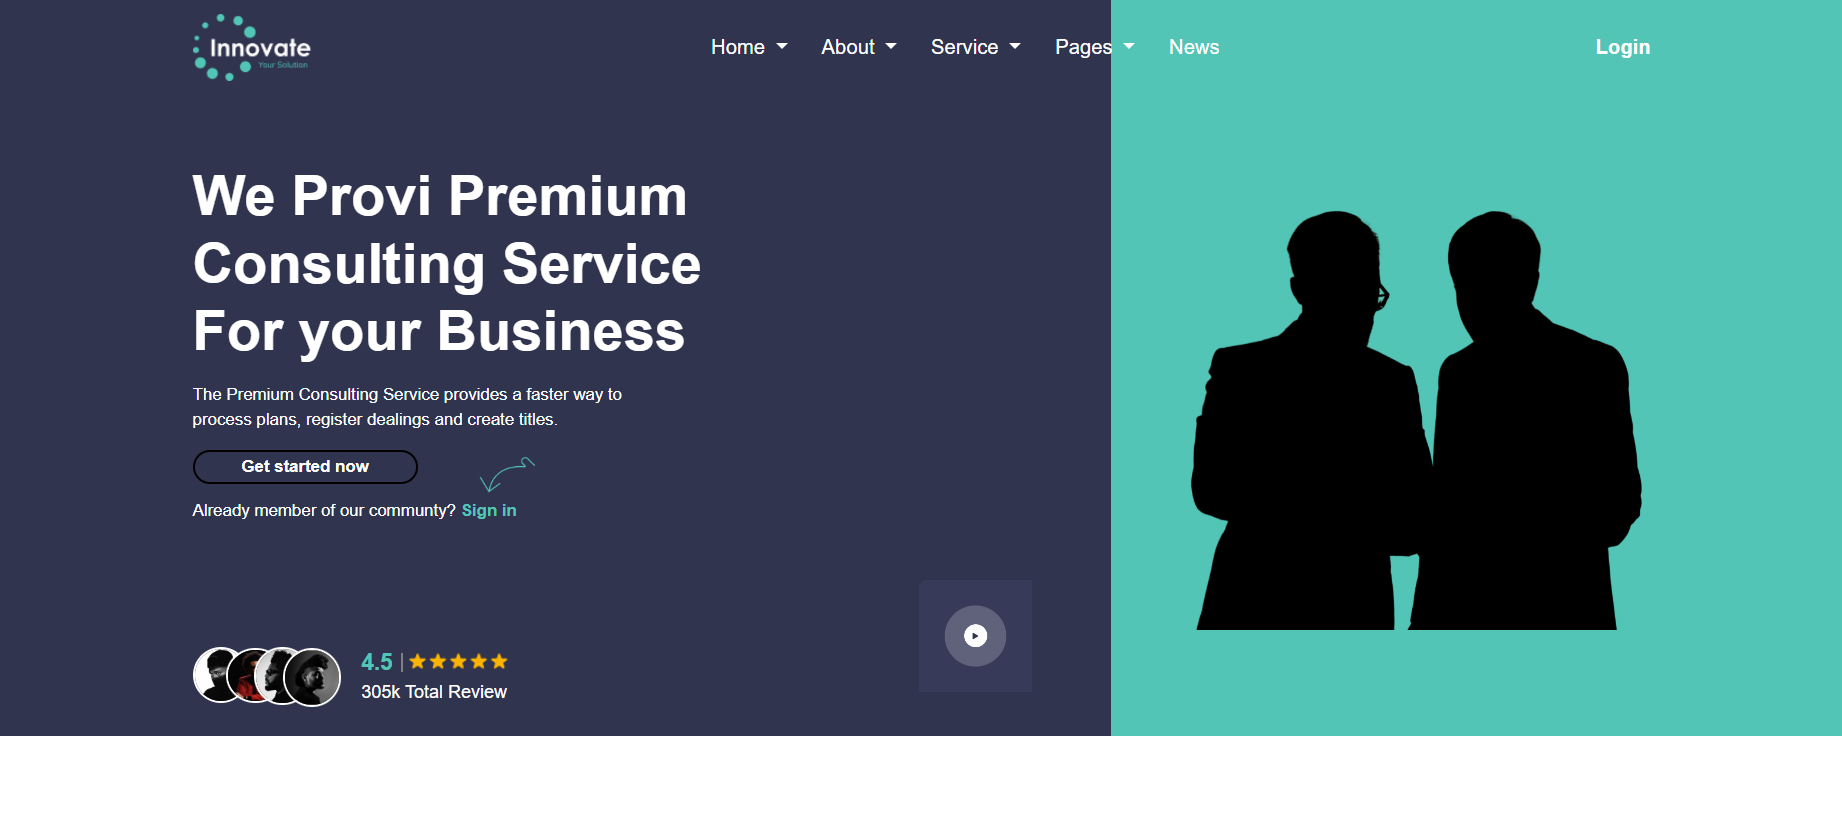 Innovate
Your Solution
Home
About
Service
Pages
News
Login
We Provi Premium
Consulting Service
For your Business
The Premium Consulting Service provides a faster way to
process plans, register dealings and create titles.
Get started now
Already member of our communty? Sign in
4.5 |
305k Total Review